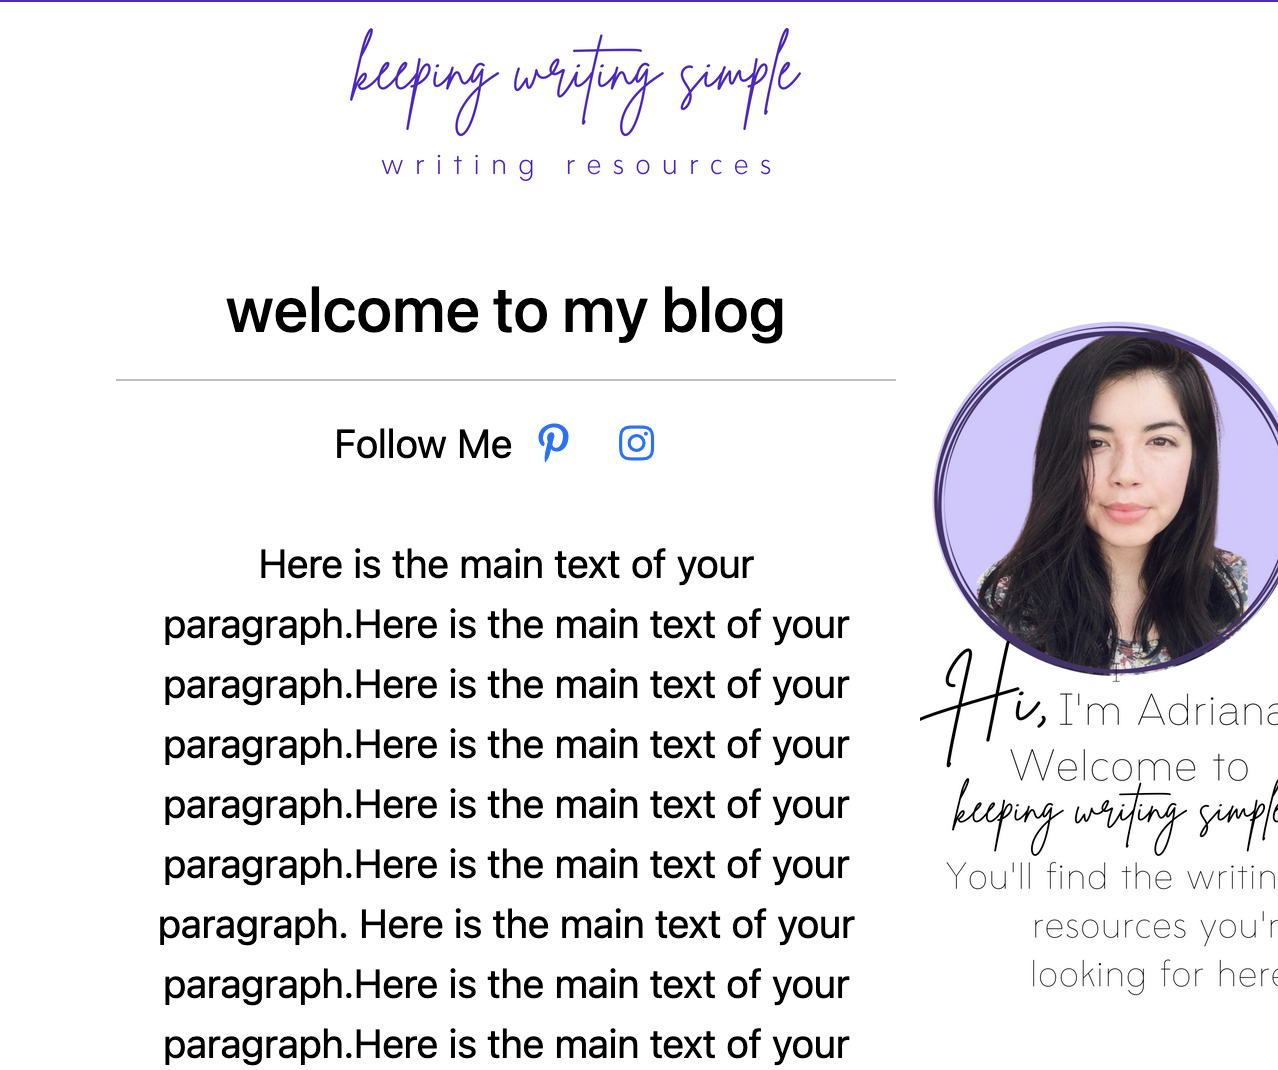 keeping writing simple
writing resources
welcome to my blog
Follow Me
Here is the main text of your
paragraph.Here is the main text of your
paragraph.Here is the main text of your
paragraph.Here is the main text of your
paragraph.Here is the main text of your
paragraph.Here is the main text of your
paragraph. Here is the main text of your
paragraph.Here is the main text of your
paragraph.Here is the main text of your
Hi, I'm Adriana
Welcome to
keeping writing simple
You'll find the writin
resources you'r
looking for here